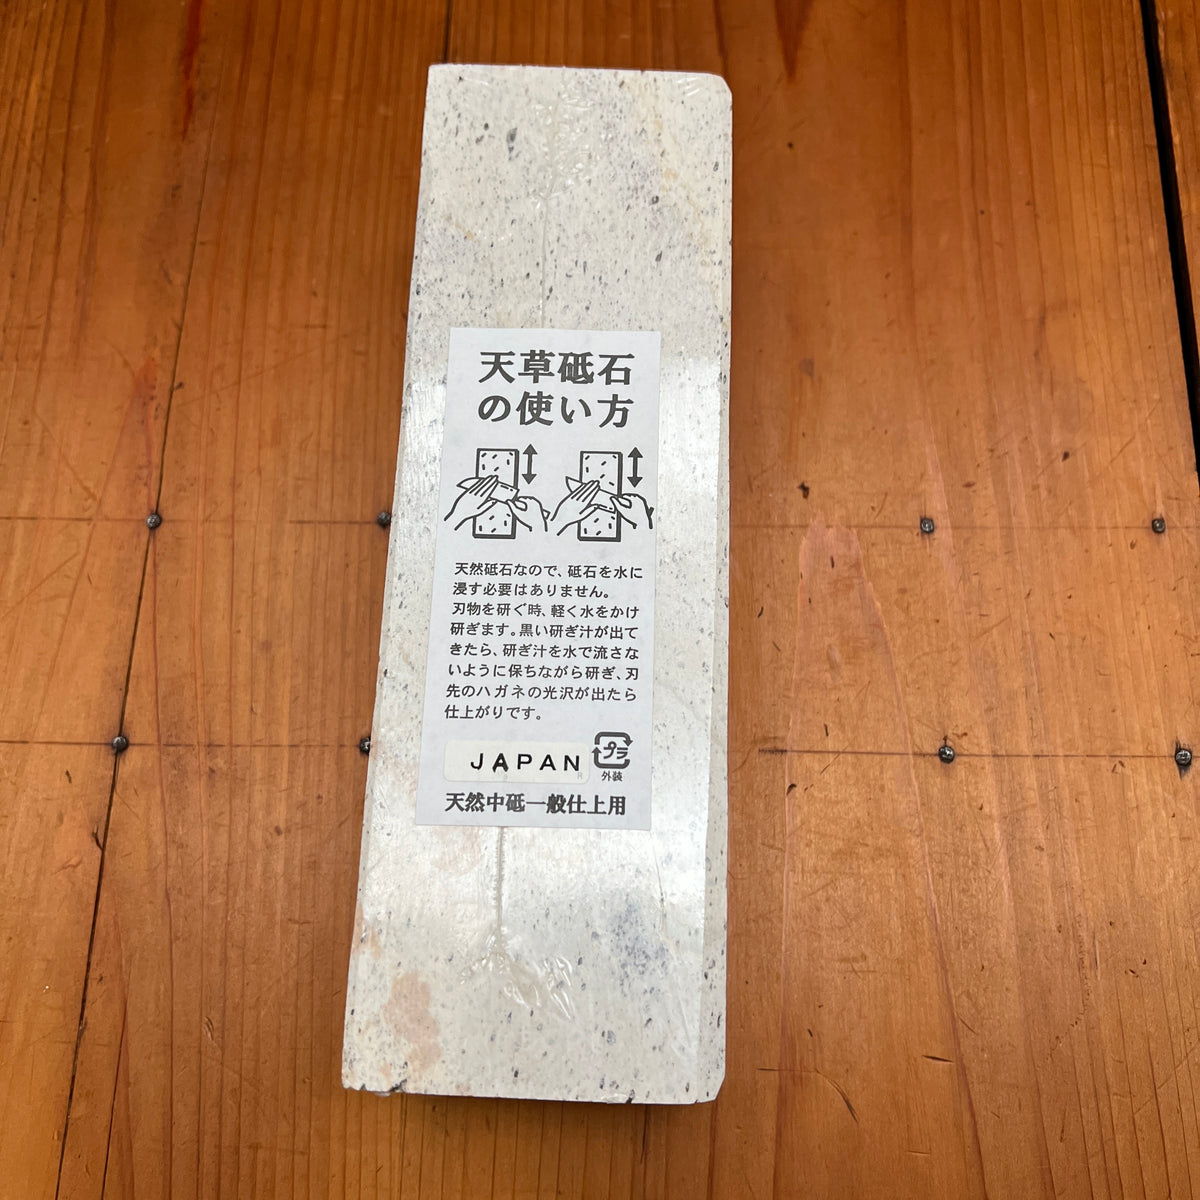 天草砥石
の使い方
天然砥石なので、砥石を水に
浸す必要はありません。
刃物を研ぐ時、軽く水をかけ
研ぎます。黒い研ぎ汁が出て
きたら、研ぎ汁を水で流さな
いように保ちながら研ぎ、刃
先のハガネの光沢が出たら
仕上がりです。
JAPAN
R
プラ
外装
天然中砥一般仕上用